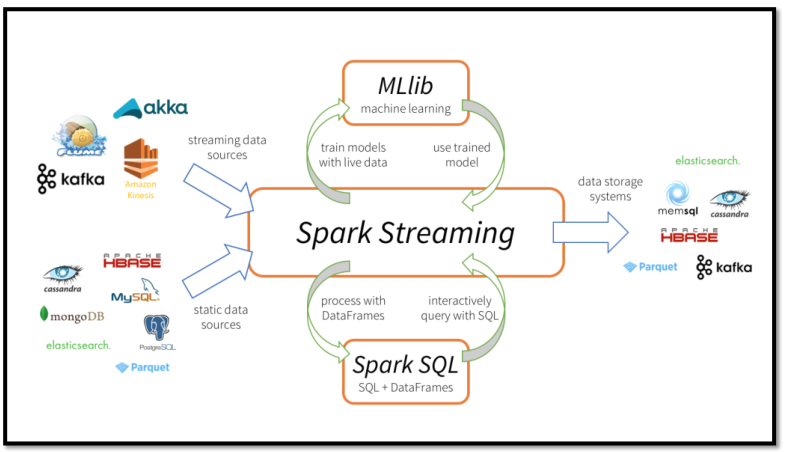 MLlib
machine learning
akka
FLUME
kafka
Amazon
Kinesis
streaming data
sources
train models
with live data
use trained
model
Spark Streaming
data storage
systems
elasticsearch.
memsql
cassandra
APACHE
HBASE
Parquet
kafka
APACHE
HBASE
cassandra
MySQL
mongoDB
PostgreSQL
elasticsearch.
Parquet
static data
sources
process with
DataFrames
interactively
query with SQL
Spark SQL
SQL + DataFrames